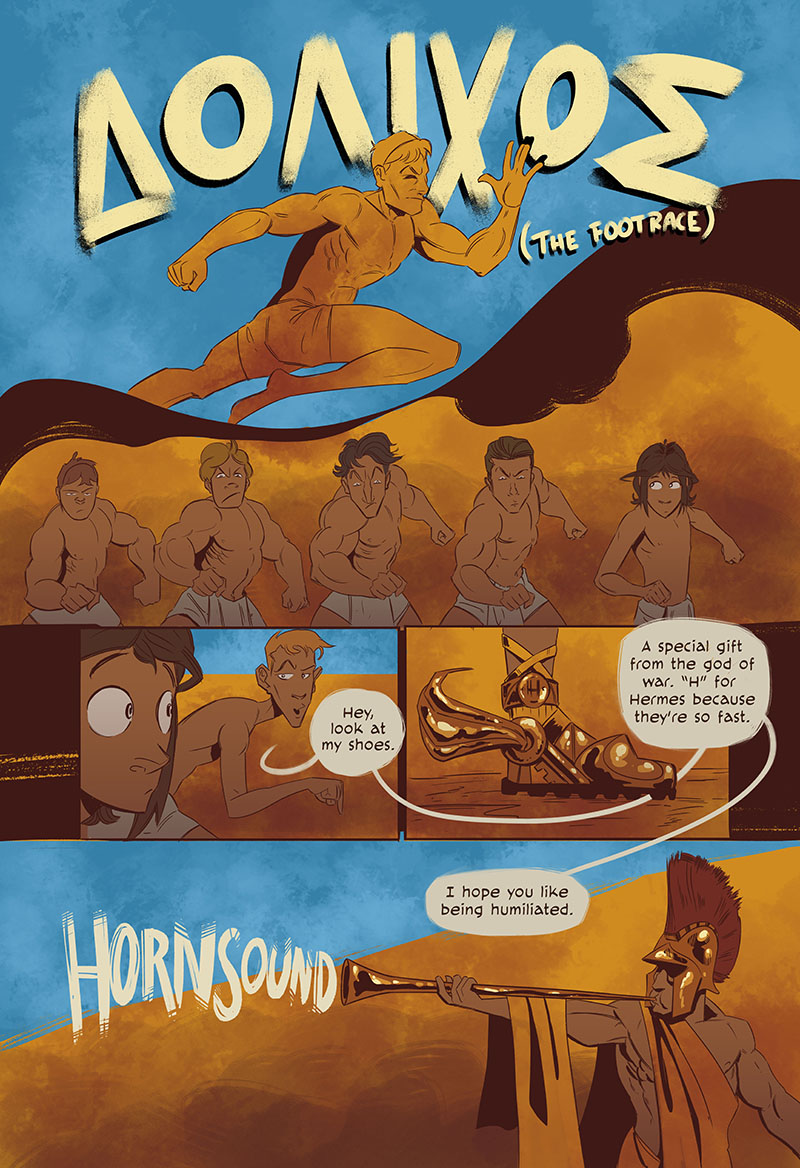 ΔΟΛΙΧΟΣ
(THE FOOTRACE)
Hey,
look at
my shoes.
H
A special gift
from the god of
war. "H" for
Hermes because
they're so fast.
I hope you like
being humiliated.
HORNSOUND